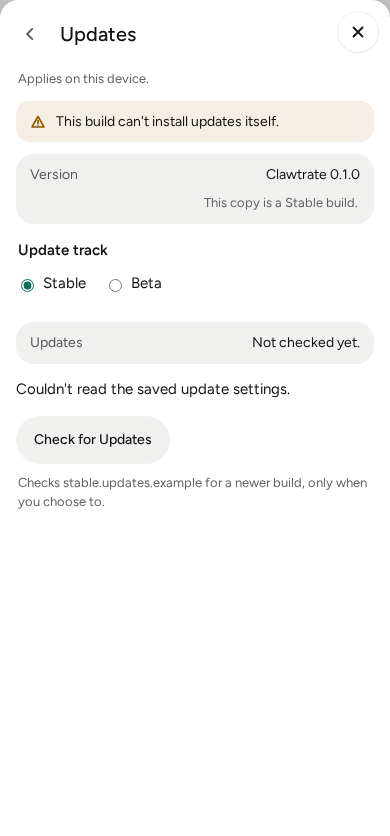 Updates
Applies on this device.
This build can't install updates itself.
Version
Clawtrate 0.1.0
This copy is a Stable build.
Update track
Stable
Beta
Updates
Not checked yet.
Couldn't read the saved update settings.
Check for Updates
Checks stable.updates.example for a newer build, only when
you choose to.